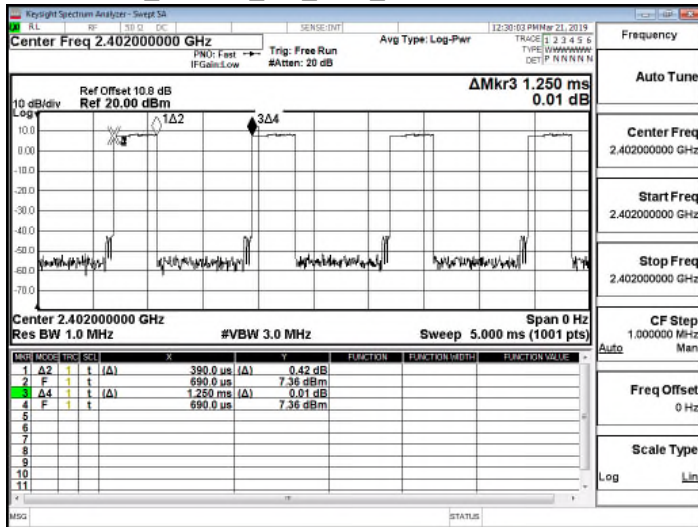 Keysight Spectrum Analyzer - Swept SA
RL RF 50 Ω DC SENSE:INT 12:30:03 PM Mar 21, 2019
Center Freq 2.402000000 GHz
PNO: Fast
IFGain:Low
Trig: Free Run
#Atten: 20 dB
Avg Type: Log-Pwr
TRACE 1 2 3 4 5 6
TYPE WWWWWW
DET P N N N N N
Ref Offset 10.8 dB
Ref 20.00 dBm
10 dB/div
Log
ΔMkr3 1.250 ms
0.01 dB
1Δ2
3Δ4
10.0
0.00
-10.0
-20.0
-30.0
-40.0
-50.0
-60.0
-70.0
Center 2.402000000 GHz
Span 0 Hz
Res BW 1.0 MHz
#VBW 3.0 MHz
Sweep 5.000 ms (1001 pts)
MKR MODE TRC SCL X Y FUNCTION FUNCTION WIDTH FUNCTION VALUE
1 Δ2 1 t (Δ) 390.0 us (Δ) 0.42 dB
2 F 1 t 690.0 us 7.36 dBm
3 Δ4 1 t (Δ) 1.250 ms (Δ) 0.01 dB
4 F 1 t 690.0 us 7.36 dBm
5
6
7
8
9
10
11
MSG
STATUS
Frequency
Auto Tune
Center Freq
2.402000000 GHz
Start Freq
2.402000000 GHz
Stop Freq
2.402000000 GHz
CF Step
1.000000 MHz
Auto Man
Freq Offset
0 Hz
Scale Type
Log Lin